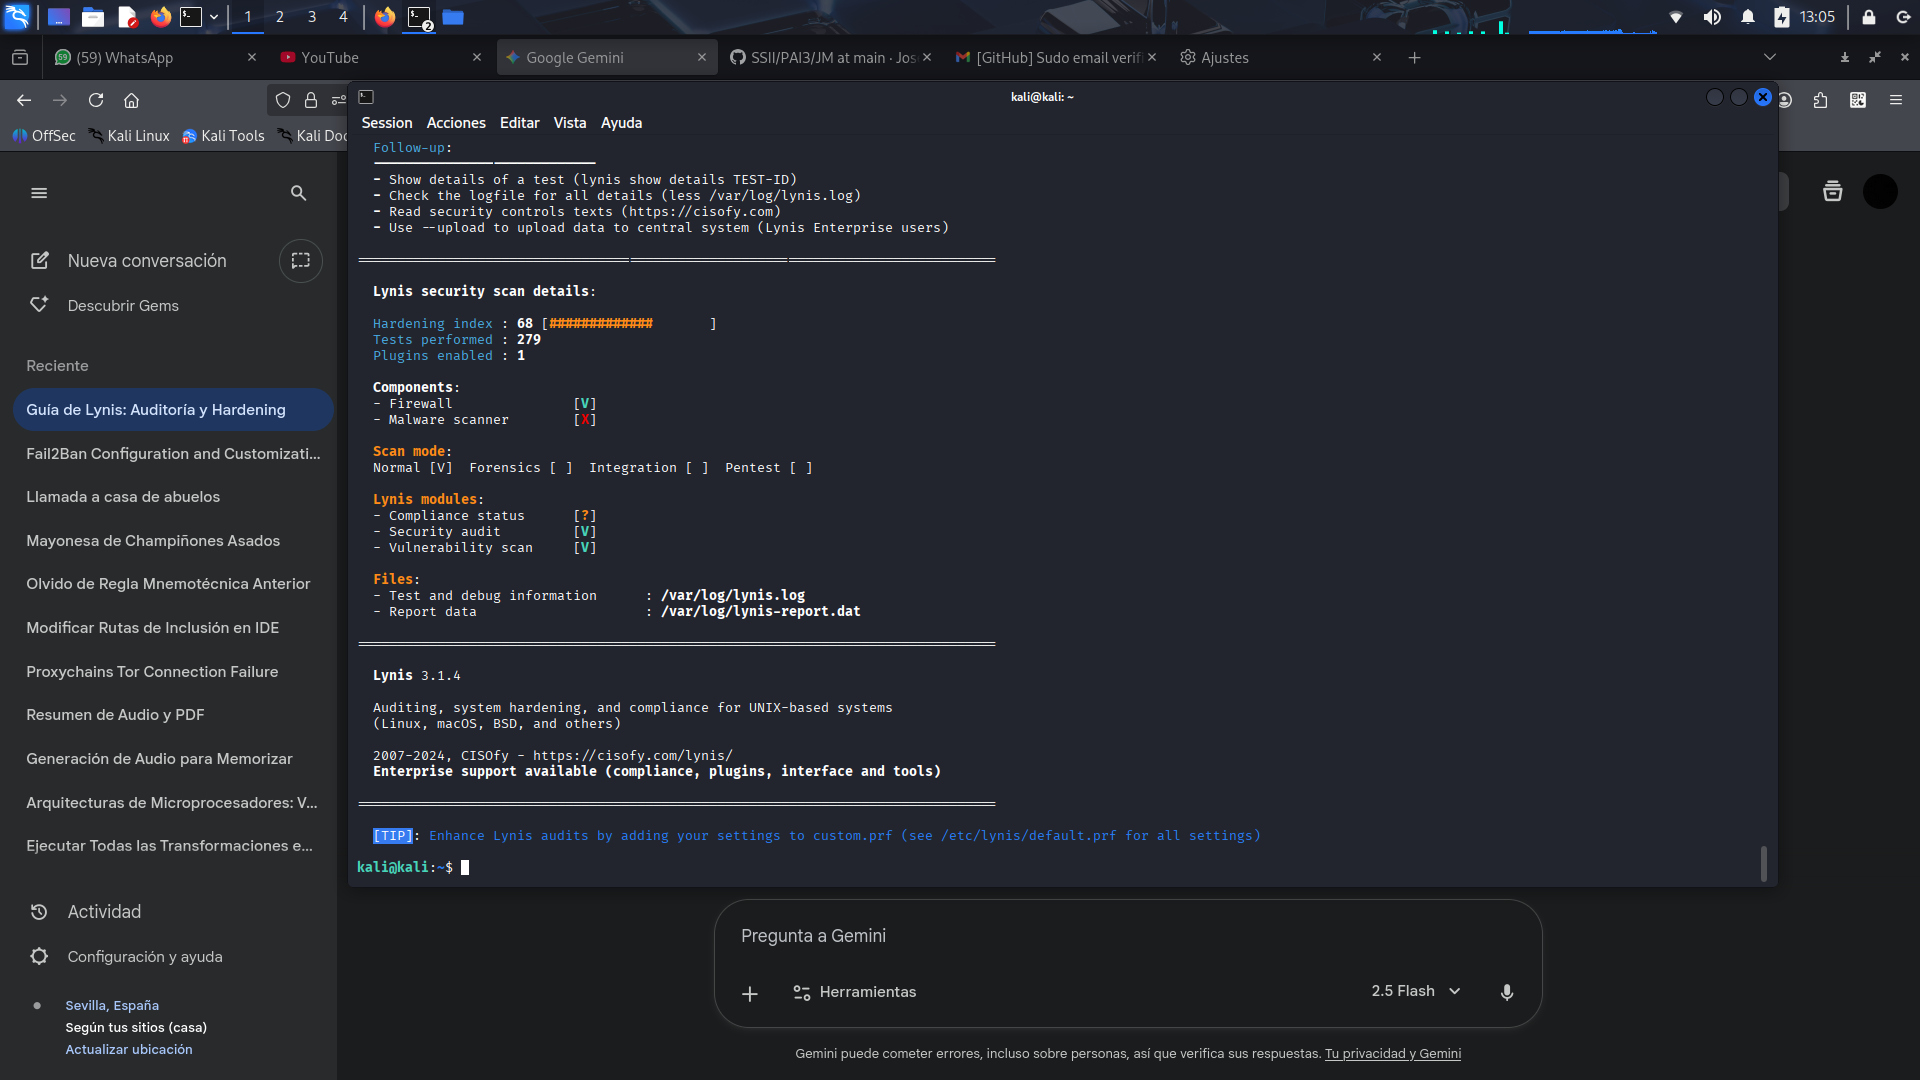 1 2 3 4 2 13:05
(59) WhatsApp YouTube Google Gemini SSII/PAI3/JM at main · Jos [GitHub] Sudo email verifi Ajustes
OffSec Kali Linux Kali Tools Kali Doc
kali@kali: ~
Session Acciones Editar Vista Ayuda
Nueva conversación
Descubrir Gems
Reciente
Guía de Lynis: Auditoría y Hardening
Fail2Ban Configuration and Customizati...
Llamada a casa de abuelos
Mayonesa de Champiñones Asados
Olvido de Regla Mnemotécnica Anterior
Modificar Rutas de Inclusión en IDE
Proxychains Tor Connection Failure
Resumen de Audio y PDF
Generación de Audio para Memorizar
Arquitecturas de Microprocesadores: V...
Ejecutar Todas las Transformaciones e...
Actividad
Configuración y ayuda
Sevilla, España
Según tus sitios (casa)
Actualizar ubicación
Follow-up:
- Show details of a test (lynis show details TEST-ID)
- Check the logfile for all details (less /var/log/lynis.log)
- Read security controls texts (https://cisofy.com)
- Use --upload to upload data to central system (Lynis Enterprise users)
Lynis security scan details:
Hardening index : 68 [############# ]
Tests performed : 279
Plugins enabled : 1
Components:
- Firewall [V]
- Malware scanner [X]
Scan mode:
Normal [V] Forensics [ ] Integration [ ] Pentest [ ]
Lynis modules:
- Compliance status [?]
- Security audit [V]
- Vulnerability scan [V]
Files:
- Test and debug information : /var/log/lynis.log
- Report data : /var/log/lynis-report.dat
Lynis 3.1.4
Auditing, system hardening, and compliance for UNIX-based systems
(Linux, macOS, BSD, and others)
2007-2024, CISOfy - https://cisofy.com/lynis/
Enterprise support available (compliance, plugins, interface and tools)
[TIP]: Enhance Lynis audits by adding your settings to custom.prf (see /etc/lynis/default.prf for all settings)
kali@kali:~$
Pregunta a Gemini
Herramientas 2.5 Flash
Gemini puede cometer errores, incluso sobre personas, así que verifica sus respuestas. Tu privacidad y Gemini